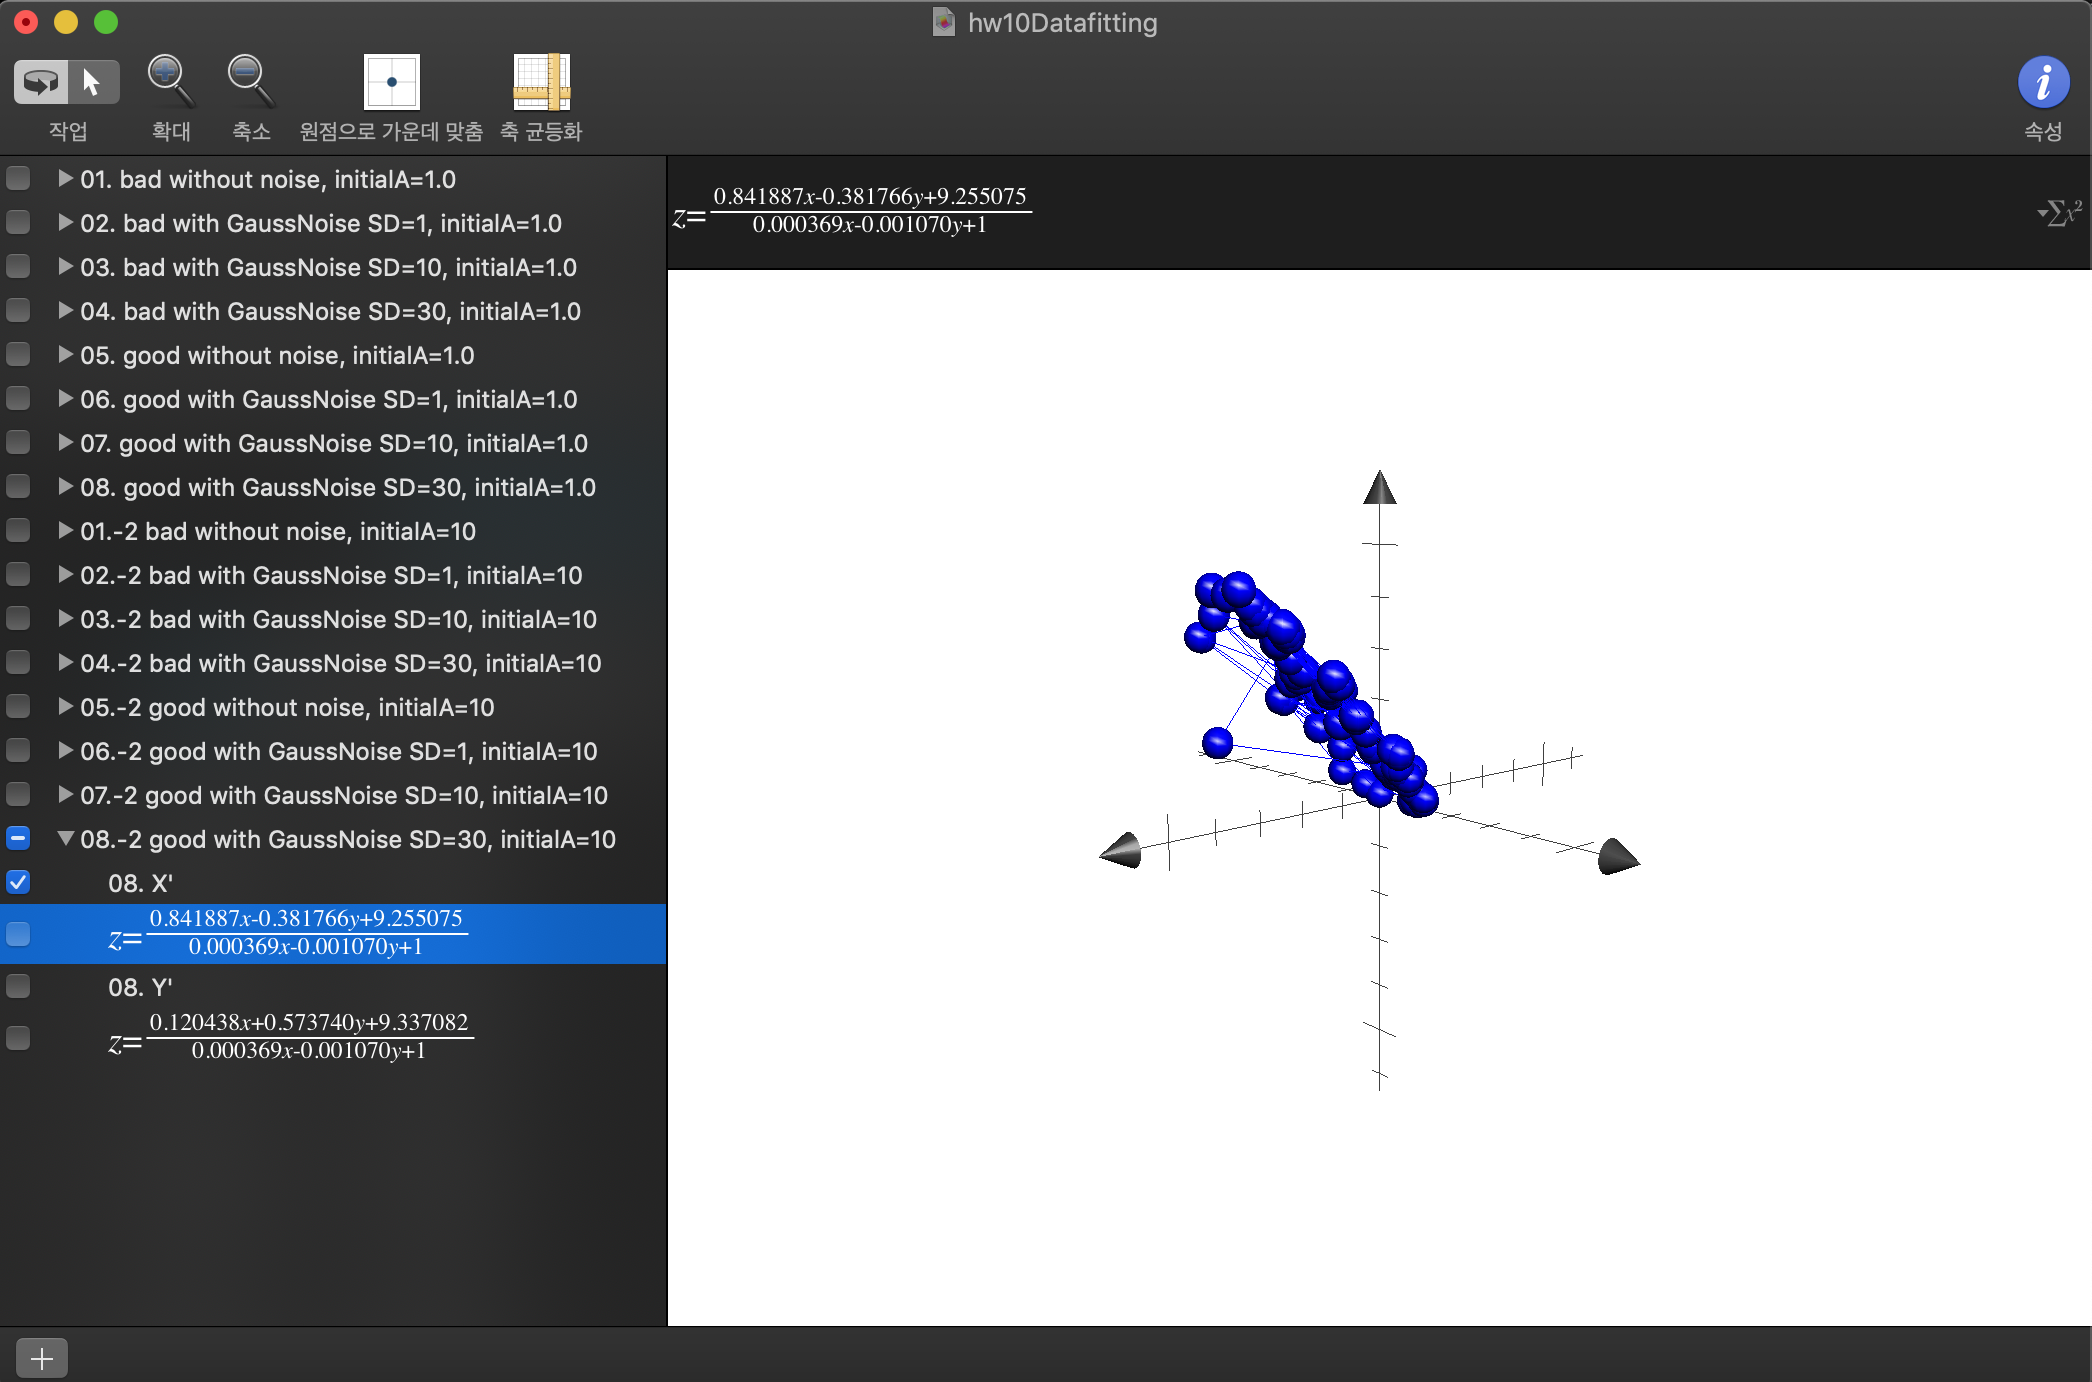 hw10Datafitting
작업 확대 축소 원점으로 가운데 맞춤 축 균등화 속성
01. bad without noise, initialA=1.0
02. bad with GaussNoise SD=1, initialA=1.0
03. bad with GaussNoise SD=10, initialA=1.0
04. bad with GaussNoise SD=30, initialA=1.0
05. good without noise, initialA=1.0
06. good with GaussNoise SD=1, initialA=1.0
07. good with GaussNoise SD=10, initialA=1.0
08. good with GaussNoise SD=30, initialA=1.0
01.-2 bad without noise, initialA=10
02.-2 bad with GaussNoise SD=1, initialA=10
03.-2 bad with GaussNoise SD=10, initialA=10
04.-2 bad with GaussNoise SD=30, initialA=10
05.-2 good without noise, initialA=10
06.-2 good with GaussNoise SD=1, initialA=10
07.-2 good with GaussNoise SD=10, initialA=10
08.-2 good with GaussNoise SD=30, initialA=10
08. X'
0.841887x-0.381766y+9.255075
z=
0.000369x-0.001070y+1
08. Y'
0.120438x+0.573740y+9.337082
z=
0.000369x-0.001070y+1
0.841887x-0.381766y+9.255075
z=
0.000369x-0.001070y+1
Σx²